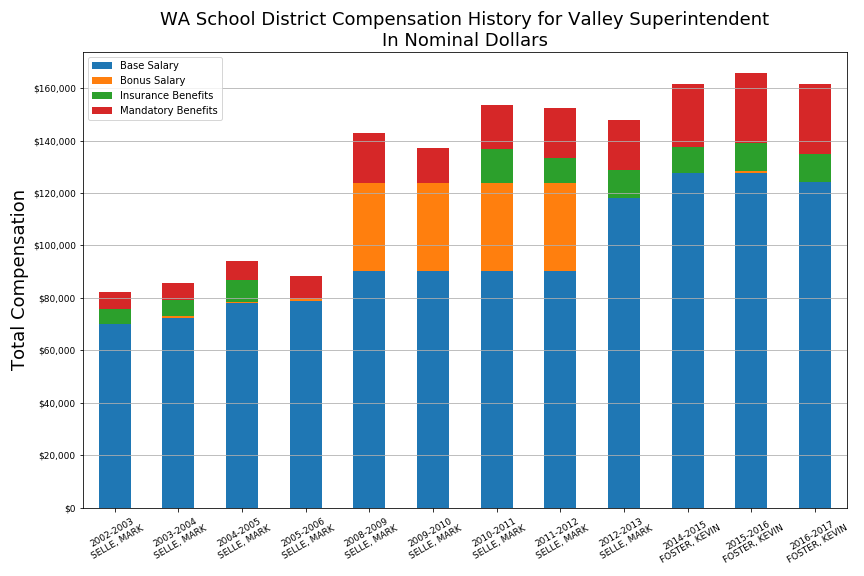 WA School District Compensation History for Valley Superintendent
In Nominal Dollars
Base Salary
Bonus Salary
Insurance Benefits
Mandatory Benefits
Total Compensation
$160,000
$140,000
$120,000
$100,000
$80,000
$60,000
$40,000
$20,000
$0
2002-2003
SELLE, MARK
2003-2004
SELLE, MARK
2004-2005
SELLE, MARK
2005-2006
SELLE, MARK
2008-2009
SELLE, MARK
2009-2010
SELLE, MARK
2010-2011
SELLE, MARK
2011-2012
SELLE, MARK
2012-2013
SELLE, MARK
2014-2015
FOSTER, KEVIN
2015-2016
FOSTER, KEVIN
2016-2017
FOSTER, KEVIN